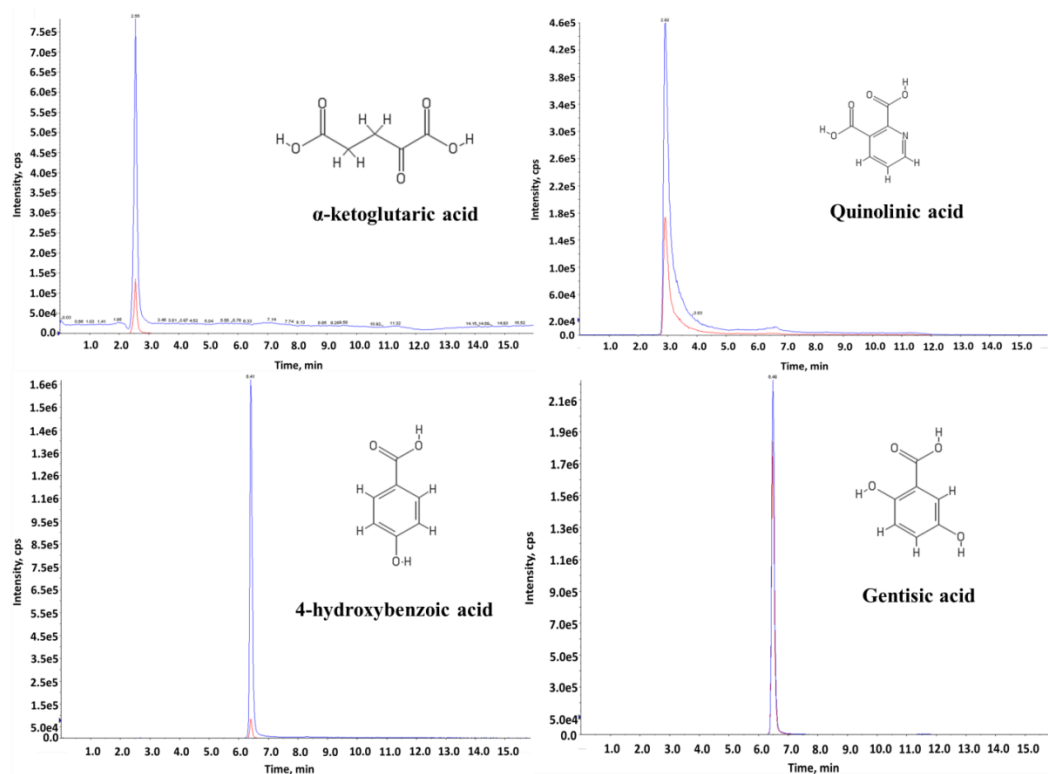 Intensity, cps
7.5e5
7.0e5
6.5e5
6.0e5
5.5e5
5.0e5
4.5e5
4.0e5
3.5e5
3.0e5
2.5e5
2.0e5
1.5e5
1.0e5
5.0e4
0.0
2.55
H O O H H H H O O O H
α-ketoglutaric acid
1.0 2.0 3.0 4.0 5.0 6.0 7.0 8.0 9.0 10.0 11.0 12.0 13.0 14.0 15.0
Time, min
Intensity, cps
4.6e5
4.2e6
3.8e6
3.4e6
3.0e6
2.6e5
2.2e5
1.8e6
1.4e6
1.0e5
6.0e4
2.0e4
0.0
H O O O H O N H H H
Quinolinic acid
1.0 2.0 3.0 4.0 5.0 6.0 7.0 8.0 9.0 10.0 11.0 12.0 13.0 14.0 15.0
Time, min
Intensity, cps
1.6e6
1.4e6
1.3e6
1.2e6
1.1e6
9.5e5
8.5e5
7.5e5
6.5e5
5.5e5
4.5e5
3.5e5
2.5e5
1.5e5
5.0e4
0.0
H O O H H H H O H
4-hydroxybenzoic acid
1.0 2.0 3.0 4.0 5.0 6.0 7.0 8.0 9.0 10.0 11.0 12.0 13.0 14.0 15.0
Time, min
Intensity, cps
2.1e6
1.9e6
1.7e6
1.5e6
1.3e6
1.1e6
9.0e5
7.0e5
5.0e5
3.0e5
5.0e4
0.0
H O O H O H H H O H
Gentisic acid
1.0 2.0 3.0 4.0 5.0 6.0 7.0 8.0 9.0 10.0 11.0 12.0 13.0 14.0 15.0
Time, min